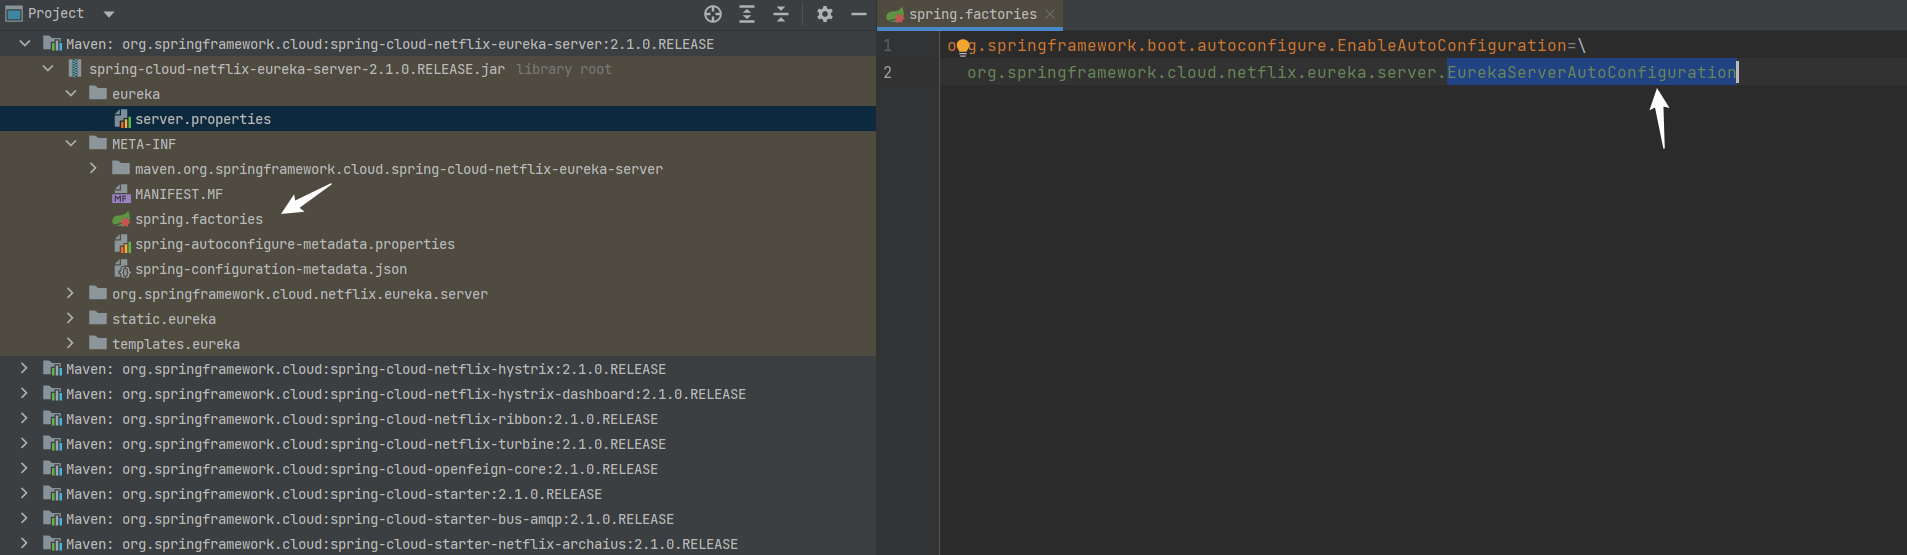 Project
Maven: org.springframework.cloud:spring-cloud-netflix-eureka-server:2.1.0.RELEASE
spring-cloud-netflix-eureka-server-2.1.0.RELEASE.jar library root
eureka
server.properties
META-INF
maven.org.springframework.cloud.spring-cloud-netflix-eureka-server
MF MANIFEST.MF
spring.factories
spring-autoconfigure-metadata.properties
spring-configuration-metadata.json
org.springframework.cloud.netflix.eureka.server
static.eureka
templates.eureka
Maven: org.springframework.cloud:spring-cloud-netflix-hystrix:2.1.0.RELEASE
Maven: org.springframework.cloud:spring-cloud-netflix-hystrix-dashboard:2.1.0.RELEASE
Maven: org.springframework.cloud:spring-cloud-netflix-ribbon:2.1.0.RELEASE
Maven: org.springframework.cloud:spring-cloud-netflix-turbine:2.1.0.RELEASE
Maven: org.springframework.cloud:spring-cloud-openfeign-core:2.1.0.RELEASE
Maven: org.springframework.cloud:spring-cloud-starter:2.1.0.RELEASE
Maven: org.springframework.cloud:spring-cloud-starter-bus-amqp:2.1.0.RELEASE
Maven: org.springframework.cloud:spring-cloud-starter-netflix-archaius:2.1.0.RELEASE
spring.factories
1 org.springframework.boot.autoconfigure.EnableAutoConfiguration=\
2 org.springframework.cloud.netflix.eureka.server.EurekaServerAutoConfiguration